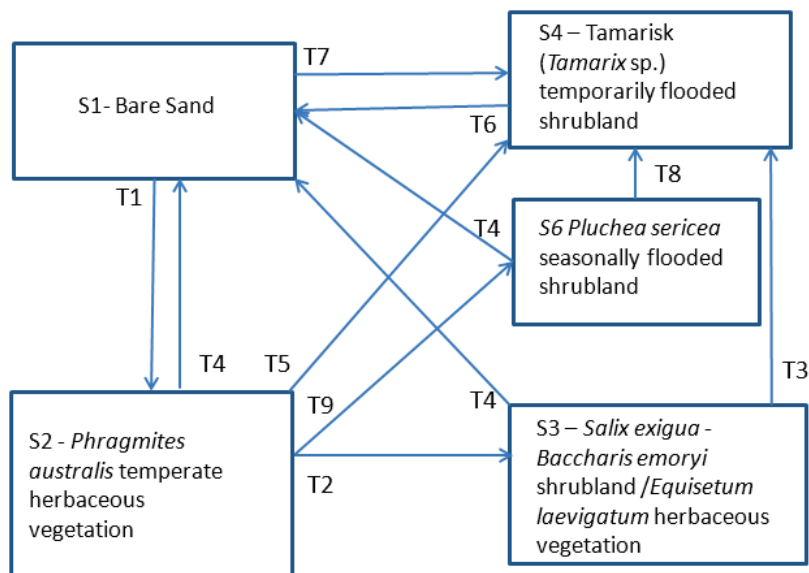 S1- Bare Sand
T7
S4 – Tamarisk
(Tamarix sp.)
temporarily flooded
shrubland
T6
T1
T8
T4
S6 Pluchea sericea
seasonally flooded
shrubland
T4
T5
T9
T4
T3
S2 - Phragmites
australis temperate
herbaceous
vegetation
T2
S3 – Salix exigua -
Baccharis emoryi
shrubland /Equisetum
laevigatum herbaceous
vegetation